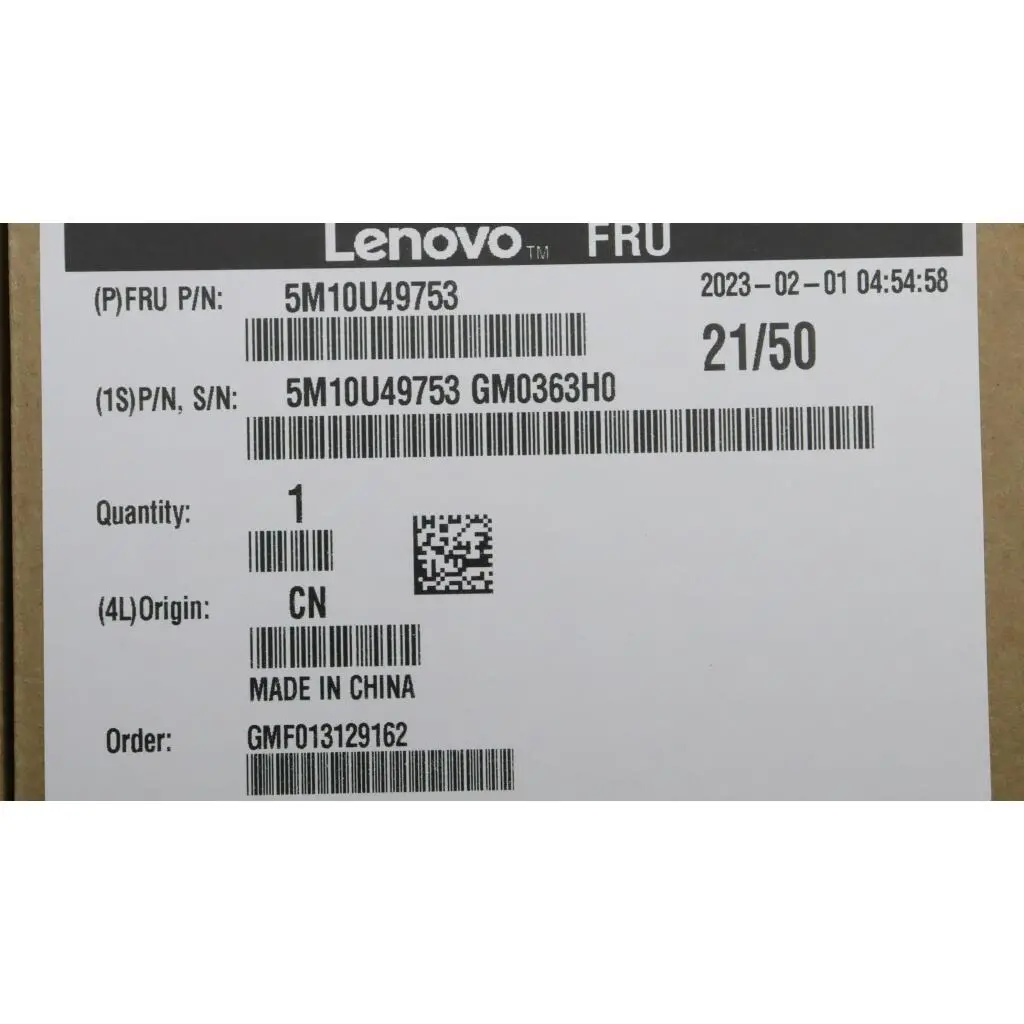 Lenovo™ FRU
(P)FRU P/N: 5M10U49753
2023-02-01 04:54:58
21/50
(1S)P/N, S/N: 5M10U49753 GM0363H0
Quantity: 1
(4L)Origin: CN
MADE IN CHINA
Order: GMF013129162